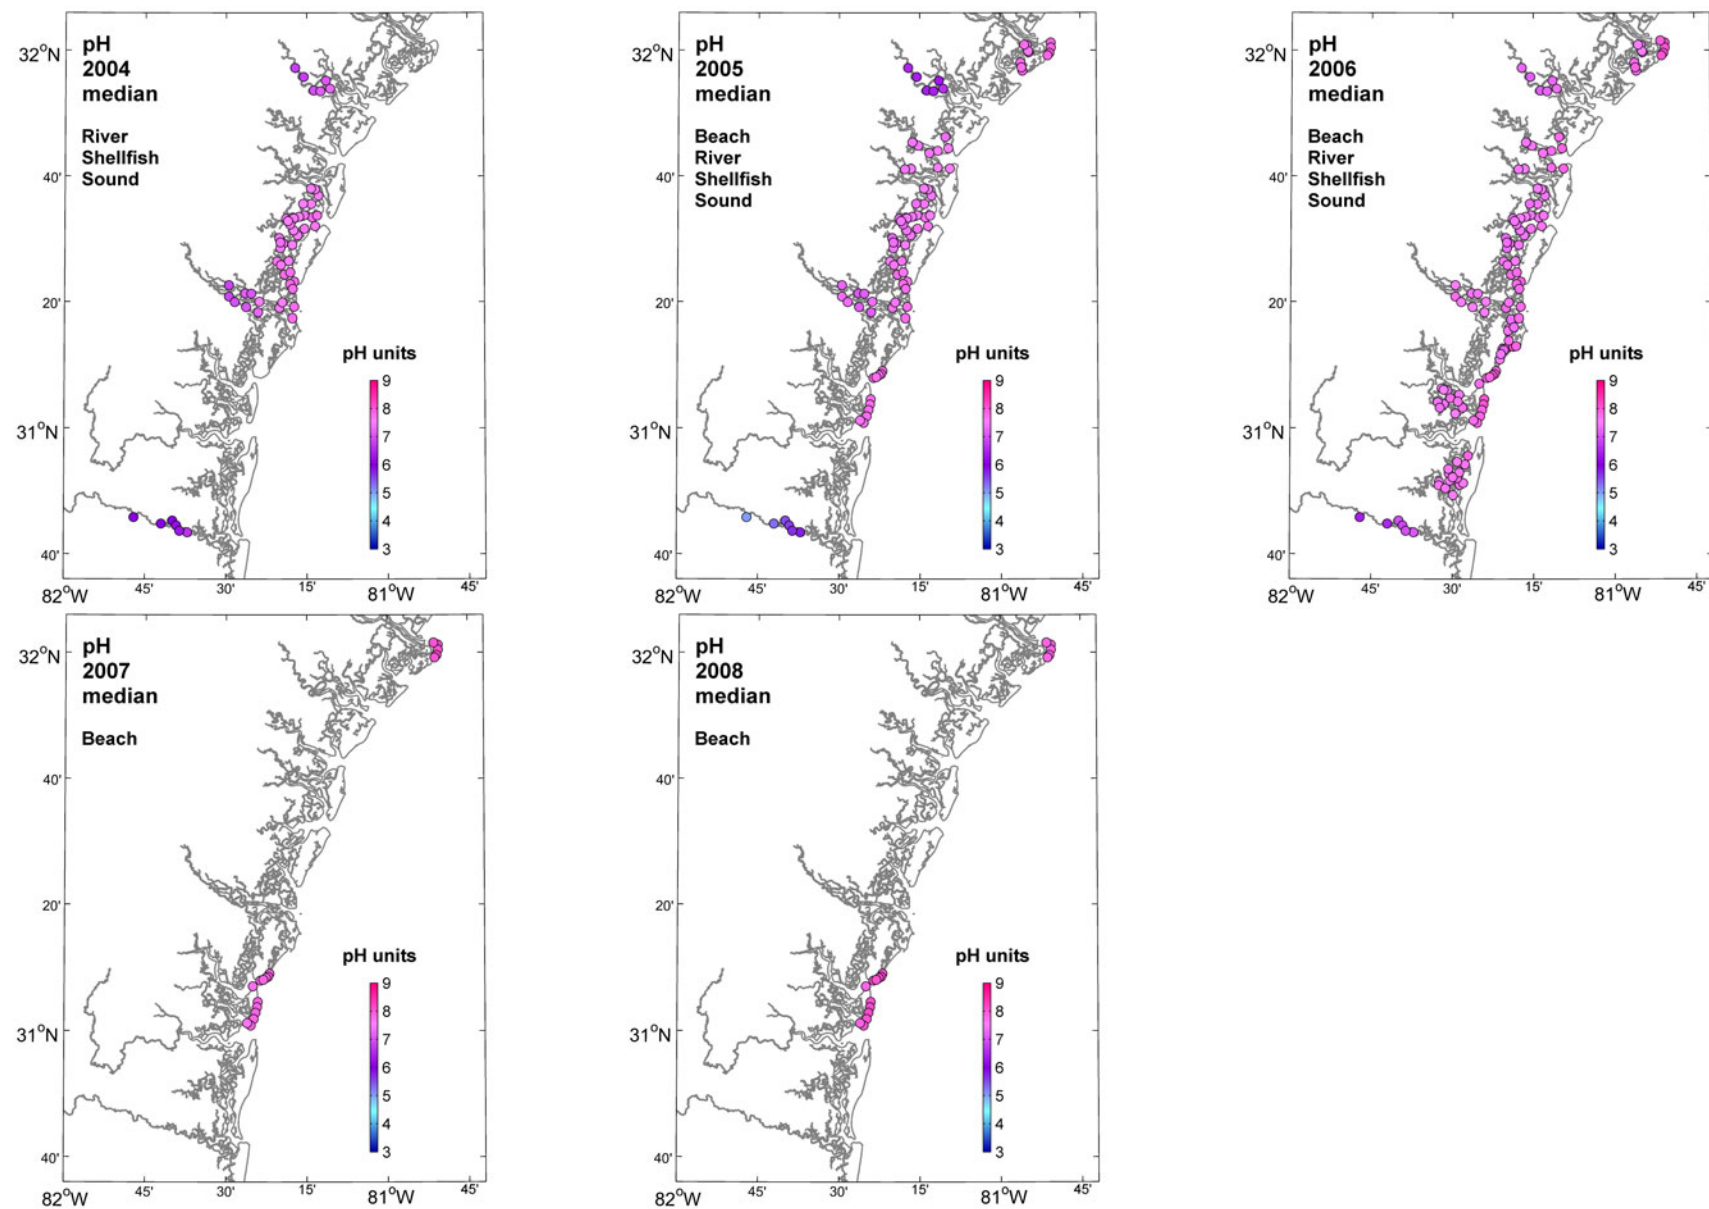 pH
2004
median
River
Shellfish
Sound
32°N
40'
20'
31°N
40'
82°W
45'
30'
15'
81°W
45'
pH units
9
8
7
6
5
4
3
pH
2005
median
Beach
River
Shellfish
Sound
32°N
40'
20'
31°N
40'
82°W
45'
30'
15'
81°W
45'
pH units
9
8
7
6
5
4
3
pH
2006
median
Beach
River
Shellfish
Sound
32°N
40'
20'
31°N
40'
82°W
45'
30'
15'
81°W
45'
pH units
9
8
7
6
5
4
3
pH
2007
median
Beach
32°N
40'
20'
31°N
40'
82°W
45'
30'
15'
81°W
45'
pH units
9
8
7
6
5
4
3
pH
2008
median
Beach
32°N
40'
20'
31°N
40'
82°W
45'
30'
15'
81°W
45'
pH units
9
8
7
6
5
4
3